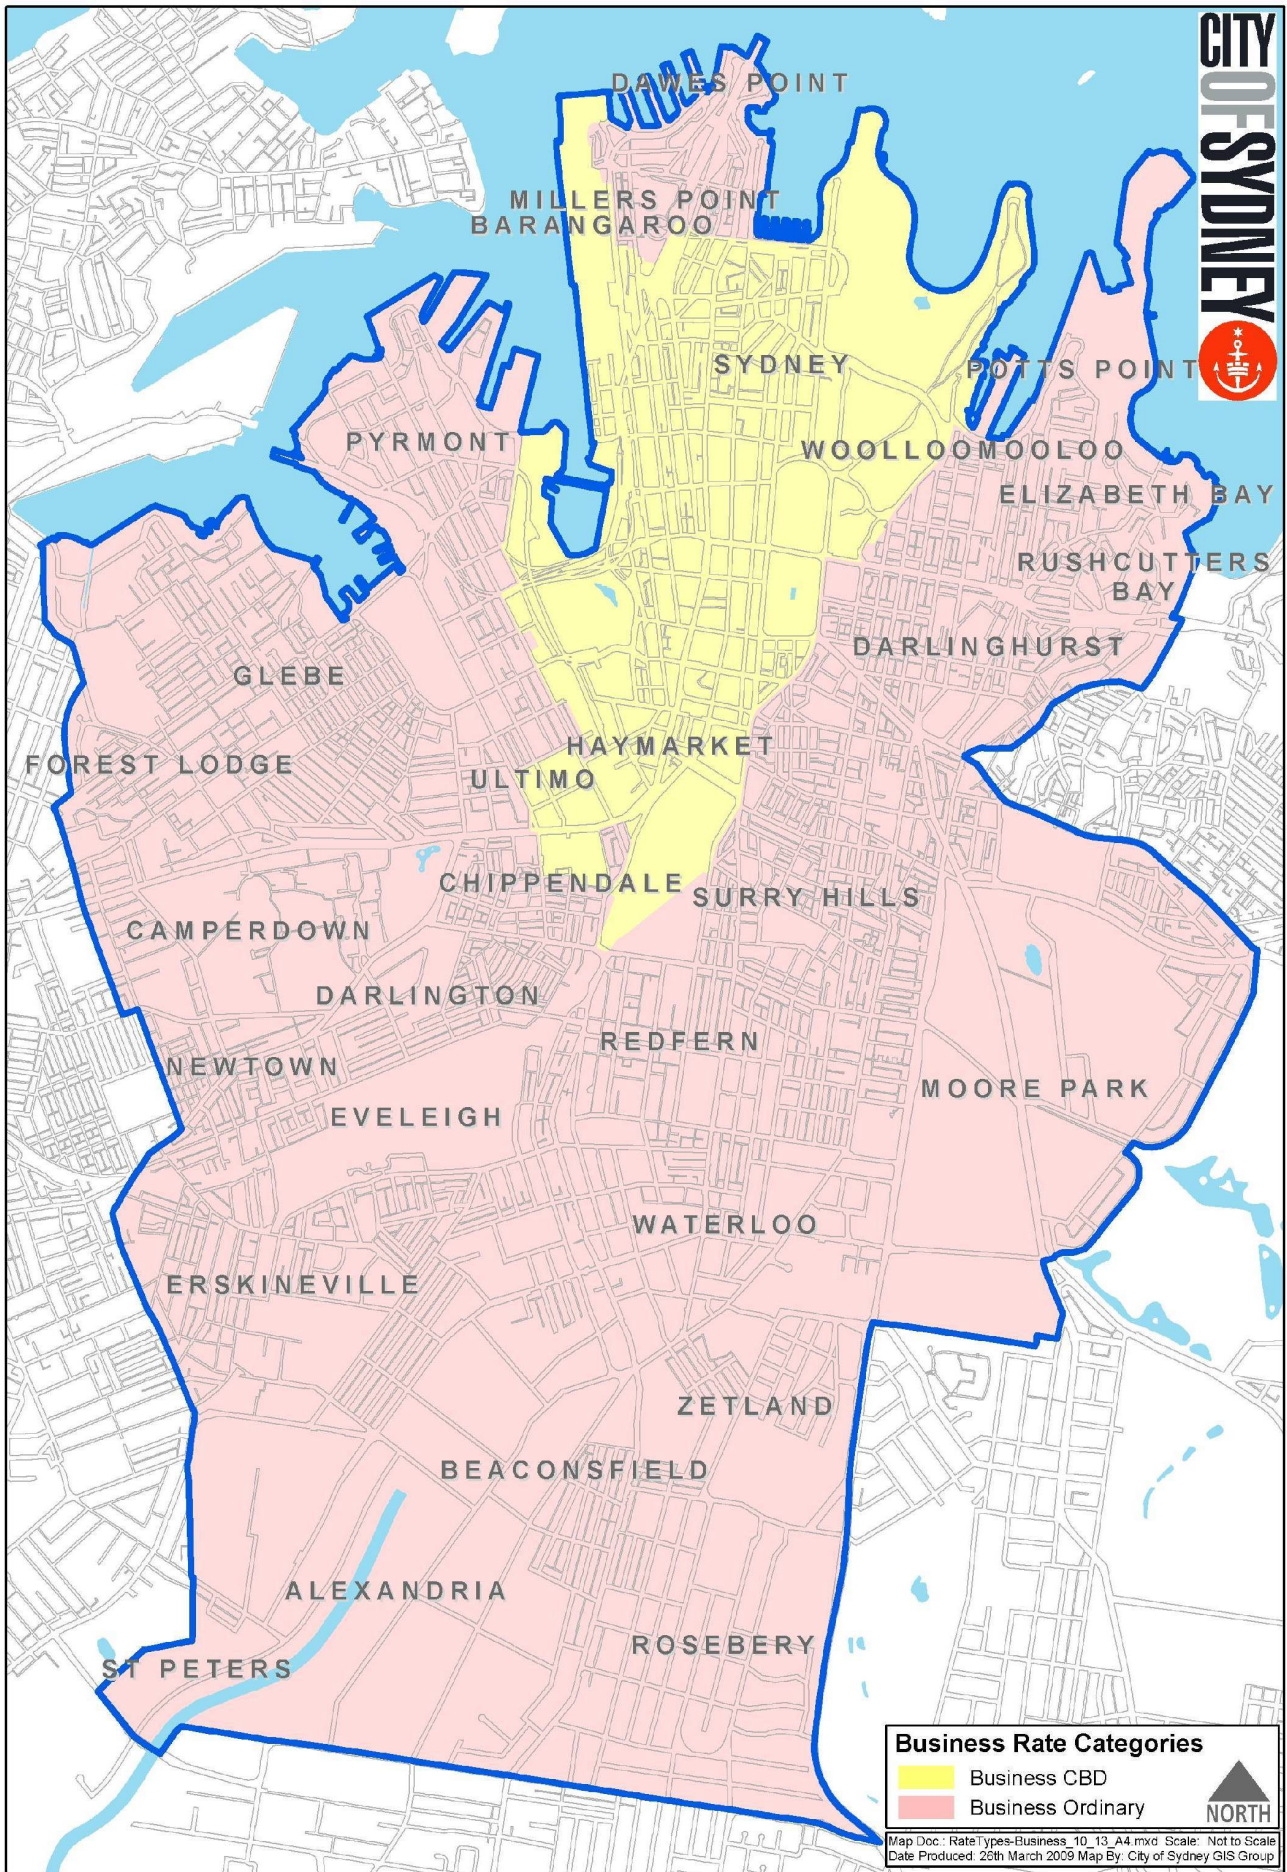 CITY OF SYDNEY
DAWES POINT
MILLERS POINT
BARANGAROO
SYDNEY
POTTS POINT
PYRMONT
WOOLLOOMOOLOO
ELIZABETH BAY
RUSHCUTTERS
BAY
DARLINGHURST
GLEBE
HAYMARKET
FOREST LODGE
ULTIMO
CHIPPENDALE
SURRY HILLS
CAMPERDOWN
DARLINGTON
REDFERN
NEWTOWN
MOORE PARK
EVELEIGH
WATERLOO
ERSKINEVILLE
ZETLAND
BEACONSFIELD
ALEXANDRIA
ROSEBERY
ST PETERS
Business Rate Categories
Business CBD
Business Ordinary
NORTH
Map Doc.: RateTypes-Business_10_13_A4.mxd Scale: Not to Scale
Date Produced: 26th March 2009 Map By: City of Sydney GIS Group